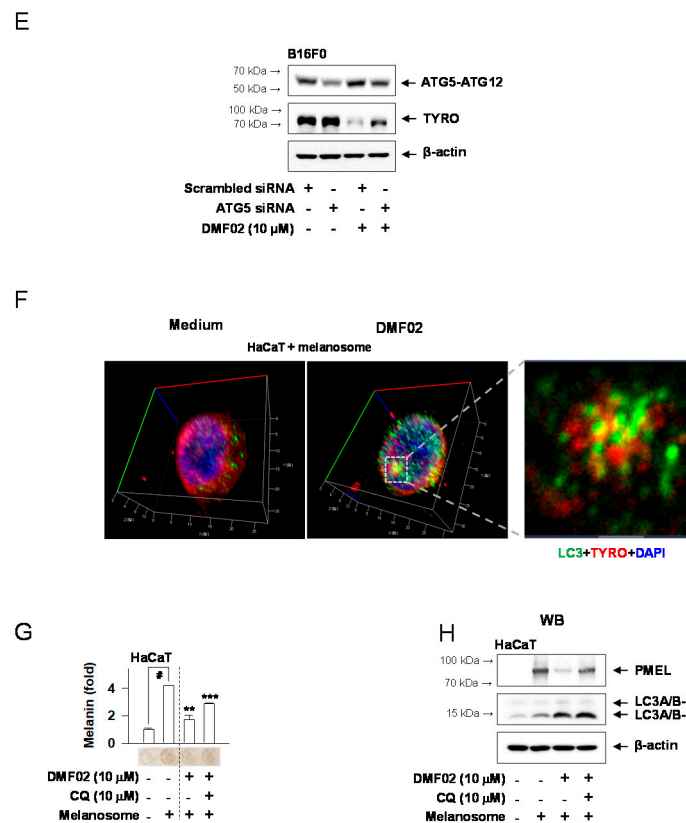 E
B16F0
70 kDa →
50 kDa →
← ATG5-ATG12
100 kDa →
70 kDa →
← TYRO
← β-actin
Scrambled siRNA + - + -
ATG5 siRNA - + - +
DMF02 (10 μM) - - + +
F
Medium DMF02
HaCaT + melanosome
LC3+TYRO+DAPI
G
HaCaT
#
Melanin (fold)
4
2
0
** ***
DMF02 (10 μM) - - + +
CQ (10 μM) - - - +
Melanosome - + + +
H
WB
HaCaT
100 kDa →
70 kDa →
← PMEL
← LC3A/B-
15 kDa →
← LC3A/B-
← β-actin
DMF02 (10 μM) - - + +
CQ (10 μM) - - - +
Melanosome - + + +